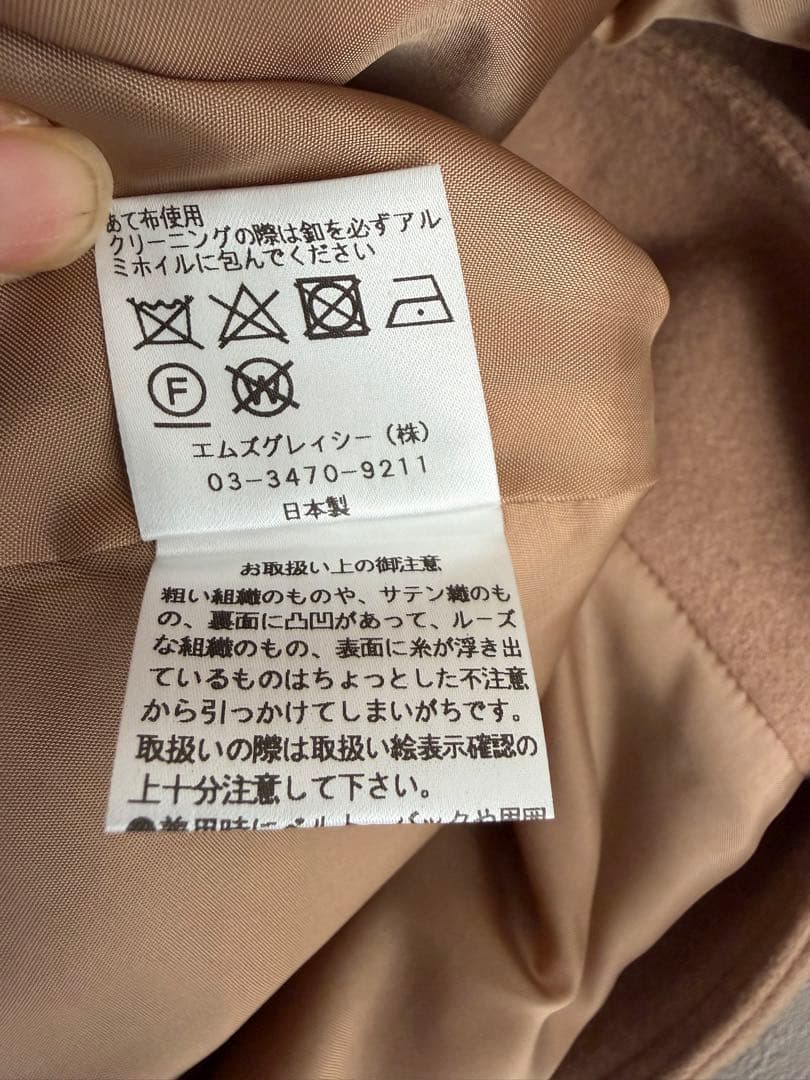 あて布使用
クリーニングの際は釦を必ずアル
ミホイルに包んでください
F
W
エムズグレイシー（株）
03-3470-9211
日本製
お取扱い上の御注意
粗い組織のものや、サテン織のも
の、裏面に凸凹があって、ルーズ
な組織のもの、表面に糸が浮き出
ているものはちょっとした不注意
から引っかけてしまいがちです。
取扱いの際は取扱い絵表示確認の
上十分注意して下さい。